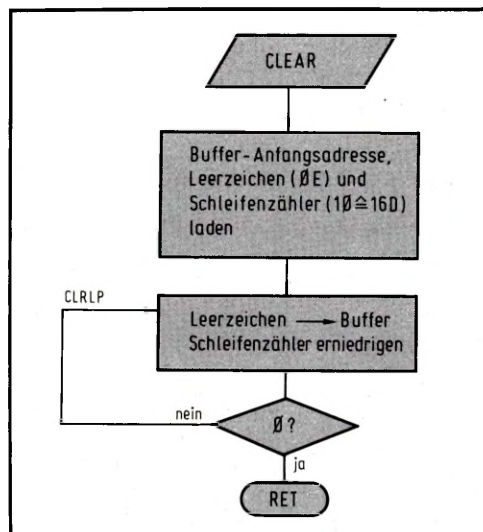 CLEAR
Buffer-Anfangsadresse,
Leerzeichen (ØE) und
Schleifenzähler (1Ø≙16D)
laden
CLRLP
Leerzeichen → Buffer
Schleifenzähler erniedrigen
nein
Ø?
ja
RET